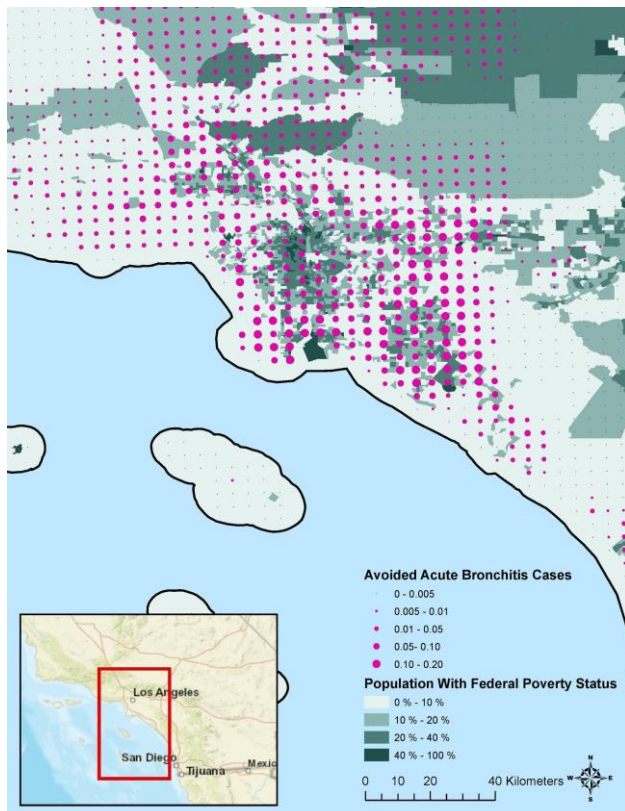 Avoided Acute Bronchitis Cases
0 - 0.005
0.005 - 0.01
0.01 - 0.05
0.05- 0.10
0.10 - 0.20
Population With Federal Poverty Status
0 % - 10 %
10 % - 20 %
20 % - 40 %
40 % - 100 %
0 5 10 20 30 40 Kilometers
N
W E
S
Los Angeles
San Diego
Tijuana
Mexic